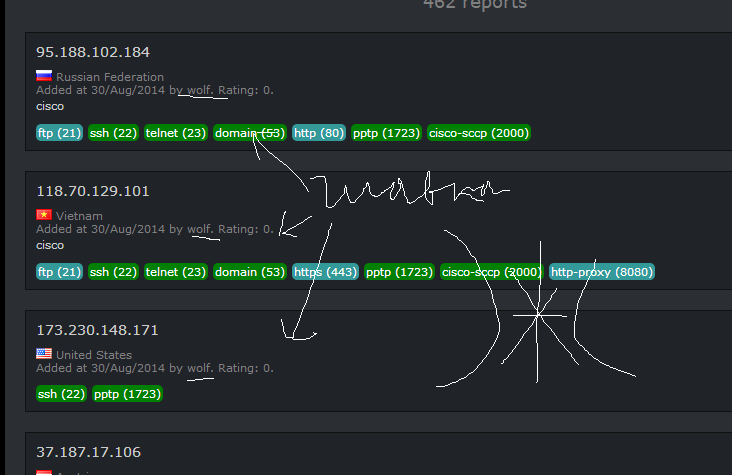 462 reports
95.188.102.184
Russian Federation
Added at 30/Aug/2014 by wolf. Rating: 0.
cisco
ftp (21) ssh (22) telnet (23) domain (53) http (80) pptp (1723) cisco-sccp (2000)
118.70.129.101
Vietnam
Added at 30/Aug/2014 by wolf. Rating: 0.
cisco
ftp (21) ssh (22) telnet (23) domain (53) https (443) pptp (1723) cisco-sccp (2000) http-proxy (8080)
173.230.148.171
United States
Added at 30/Aug/2014 by wolf. Rating: 0.
ssh (22) pptp (1723)
37.187.17.106